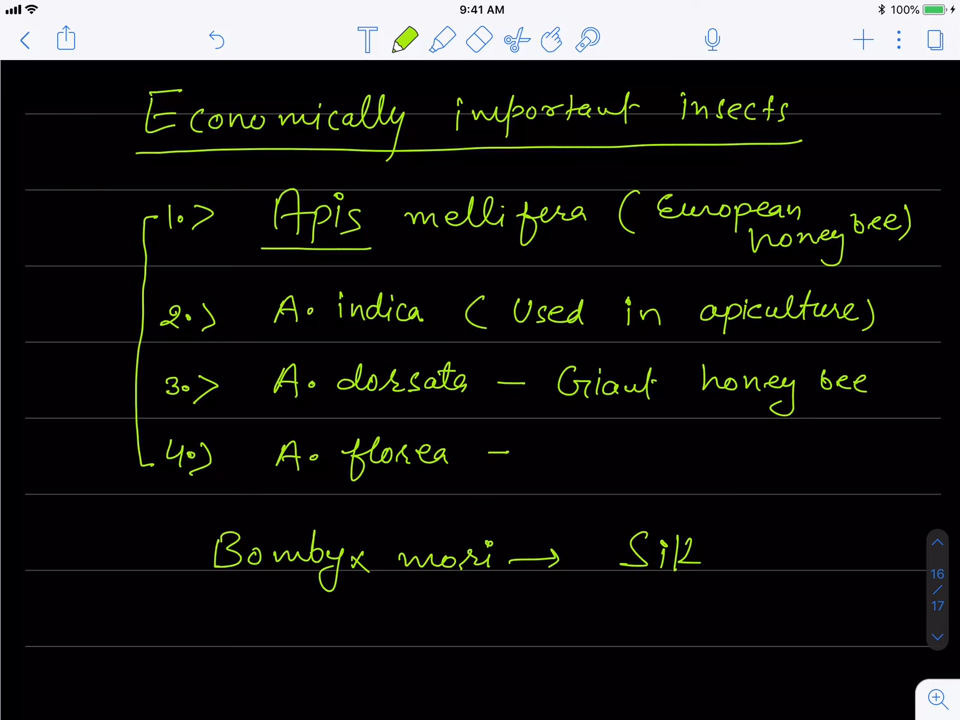 9:41 AM
100%
T
Economically important insects
1.> Apis mellifera (European honey bee)
2.> A. indica (Used in apiculture)
3.> A. dorsata - Giant honey bee
4.> A. florea -
Bombyx mori → Sik
16
/
17